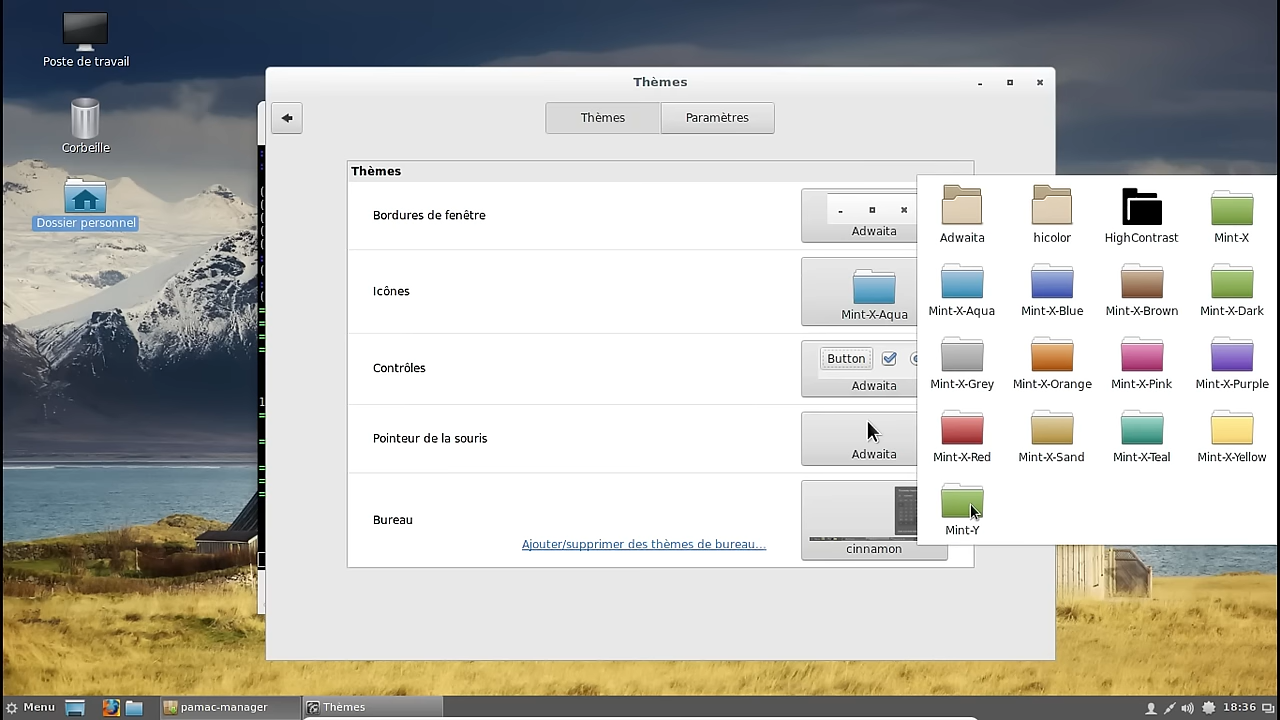 Poste de travail
Corbeille
Dossier personnel
Thèmes
Thèmes
Paramètres
Thèmes
Bordures de fenêtre
Adwaita
Icônes
Mint-X-Aqua
Contrôles
Button
Adwaita
Pointeur de la souris
Adwaita
Bureau
Ajouter/supprimer des thèmes de bureau...
cinnamon
Adwaita
hicolor
HighContrast
Mint-X
Mint-X-Aqua
Mint-X-Blue
Mint-X-Brown
Mint-X-Dark
Mint-X-Grey
Mint-X-Orange
Mint-X-Pink
Mint-X-Purple
Mint-X-Red
Mint-X-Sand
Mint-X-Teal
Mint-X-Yellow
Mint-Y
Menu
pamac-manager
Thèmes
18:36